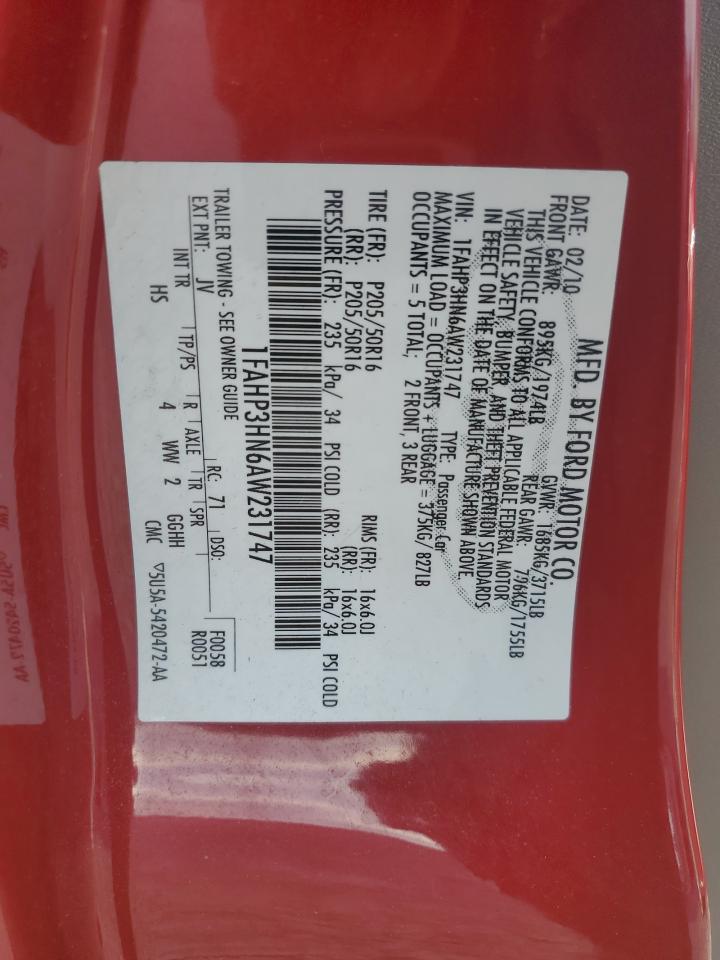 MFD. BY FORD MOTOR CO.
DATE: 02/10 GVWR: 1685KG/3715LB
FRONT GAWR: 895KG/1974LB REAR GAWR: 796KG/1755LB
THIS VEHICLE CONFORMS TO ALL APPLICABLE FEDERAL MOTOR
VEHICLE SAFETY, BUMPER, AND THEFT PREVENTION STANDARDS
IN EFFECT ON THE DATE OF MANUFACTURE SHOWN ABOVE.
VIN: 1FAHP3HN6AW231747 TYPE: Passenger Car
MAXIMUM LOAD = OCCUPANTS + LUGGAGE = 375KG/ 827LB
OCCUPANTS = 5 TOTAL; 2 FRONT, 3 REAR
TIRE (FR): P205/50R16 RIMS (FR): 16x6.0J
(RR): P205/50R16 (RR): 16x6.0J
PRESSURE (FR): 235 kPa/ 34 PSI COLD (RR): 235 kPa/ 34 PSI COLD
1FAHP3HN6AW231747
TRAILER TOWING - SEE OWNER GUIDE
EXT PNT: JV RC: 71 DSO: F0058
R0051
INT TR TP/PS R AXLE TR SPR
HS 4 WW 2 GGHH
CMC 5U5A-5420472-AA